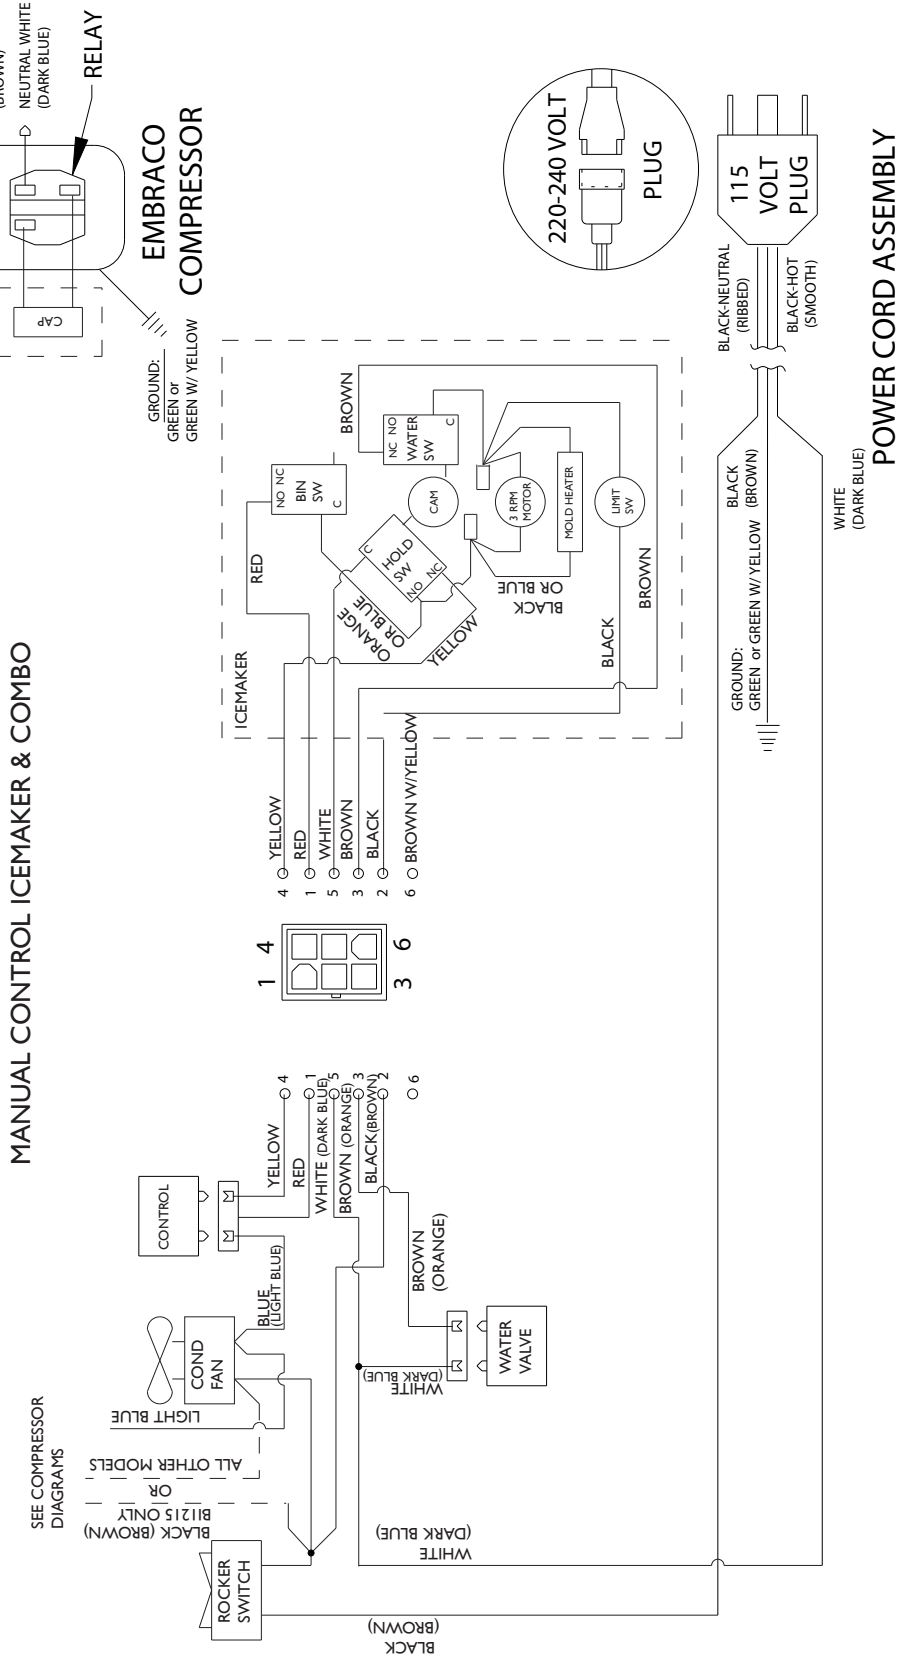 MANUAL CONTROL ICEMAKER & COMBO
NEUTRAL WHITE
(DARK BLUE)
RELAY
EMBRACO
COMPRESSOR
CAP
GROUND:
GREEN or
GREEN W/ YELLOW
220-240 VOLT
PLUG
115
VOLT
PLUG
BLACK-NEUTRAL
(RIBBED)
BLACK-HOT
(SMOOTH)
POWER CORD ASSEMBLY
BLACK
(BROWN)
GROUND:
GREEN or GREEN W/ YELLOW
WHITE
(DARK BLUE)
ICEMAKER
RED
NO NC
BIN
SW
C
BROWN
NC NO
WATER
SW
C
CAM
C
HOLD
SW
NO NC
3 RPM
MOTOR
MOLD HEATER
LIMIT
SW
ORANGE
OR BLUE
YELLOW
BLACK
OR BLUE
BLACK
BROWN
4 YELLOW
1 RED
5 WHITE
3 BROWN
2 BLACK
6 BROWN W/YELLOW
1 4
3 6
YELLOW 4
RED 1
WHITE (DARK BLUE) 5
BROWN (ORANGE) 3
BLACK (BROWN) 2
6
CONTROL
BLUE
(LIGHT BLUE)
COND
FAN
LIGHT BLUE
BROWN
(ORANGE)
WATER
VALVE
WHITE
(DARK BLUE)
SEE COMPRESSOR
DIAGRAMS
ALL OTHER MODELS
OR
BI1215 ONLY
BLACK (BROWN)
ROCKER
SWITCH
WHITE
(DARK BLUE)
BLACK
(BROWN)